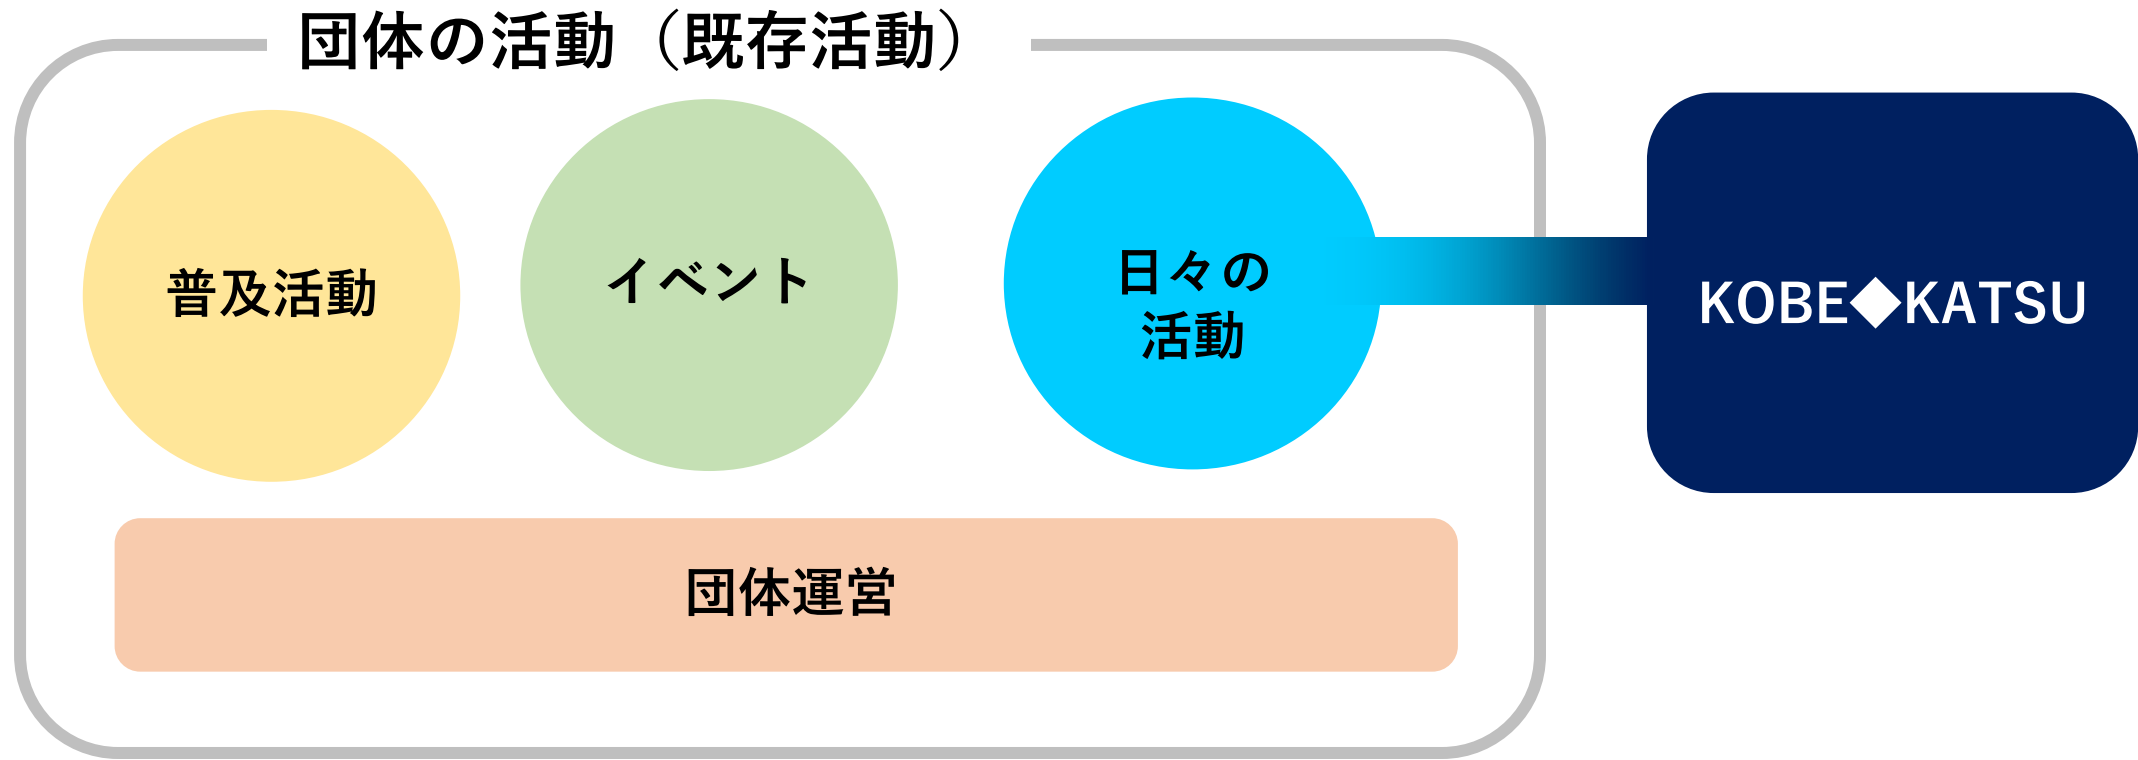 団体の活動（既存活動）
普及活動
イベント
日々の
活動
KOBE◆KATSU
団体運営